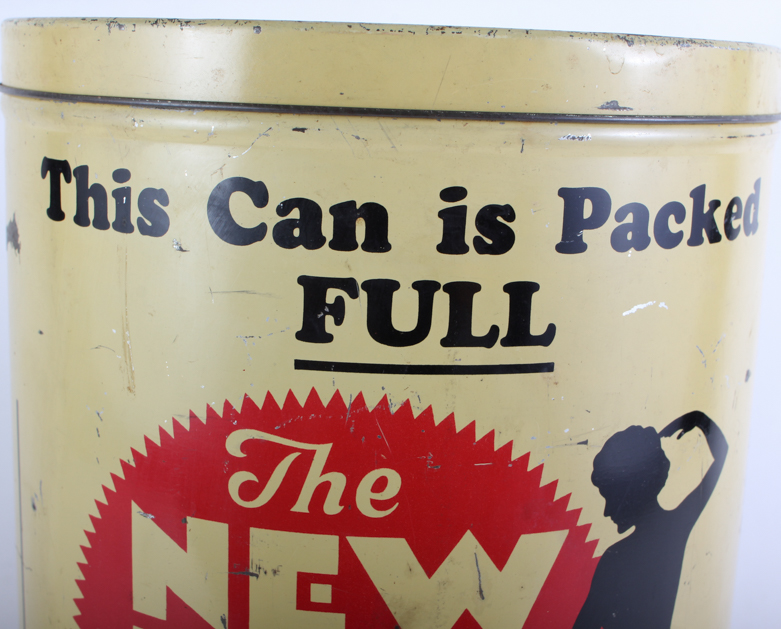 This Can is Packed
FULL
The
NEW